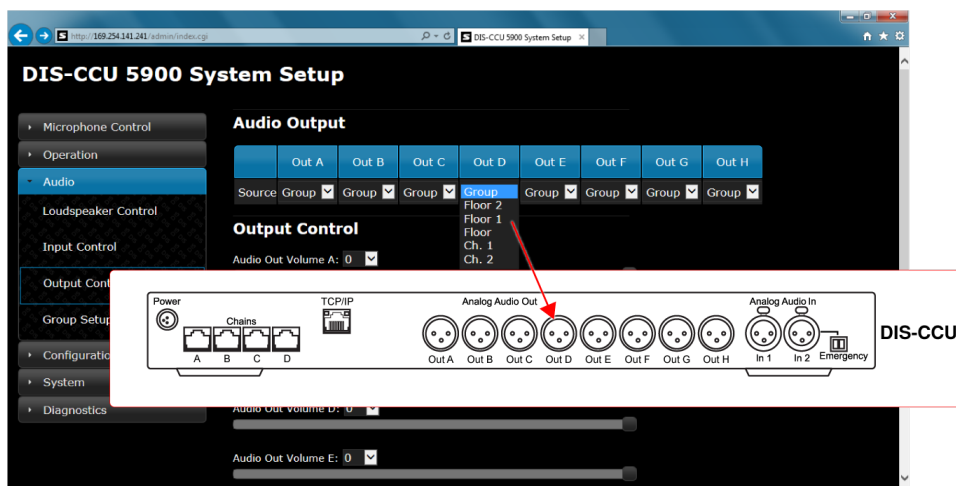 http://169.254.141.241/admin/index.cgi
DIS-CCU 5900 System Setup
DIS-CCU 5900 System Setup
Microphone Control
Operation
Audio
Loudspeaker Control
Input Control
Output Cont
Group Setup
Configuratio
System
Diagnostics
Audio Output
Out A Out B Out C Out D Out E Out F Out G Out H
Source Group Group Group Group Group Group Group Group
Floor 2
Floor 1
Floor
Ch. 1
Ch. 2
Output Control
Audio Out Volume A: 0
Power
Chains
A B C D
TCP/IP
Analog Audio Out
Out A Out B Out C Out D Out E Out F Out G Out H
Analog Audio In
In 1 In 2 Emergency
DIS-CCU
Audio Out Volume D: 0
Audio Out Volume E: 0